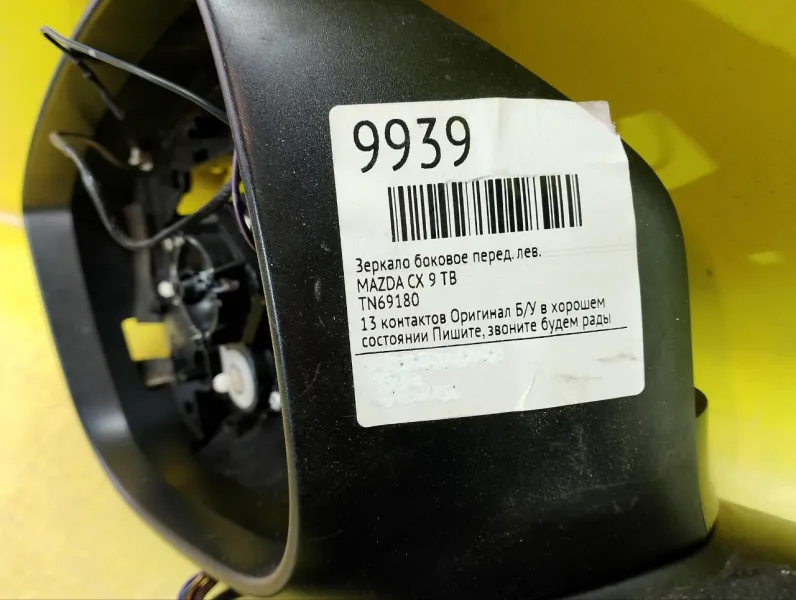 9939
Зеркало боковое перед. лев.
MAZDA CX 9 TB
TN69180
13 контактов Оригинал Б/У в хорошем
состоянии Пишите, звоните будем рады